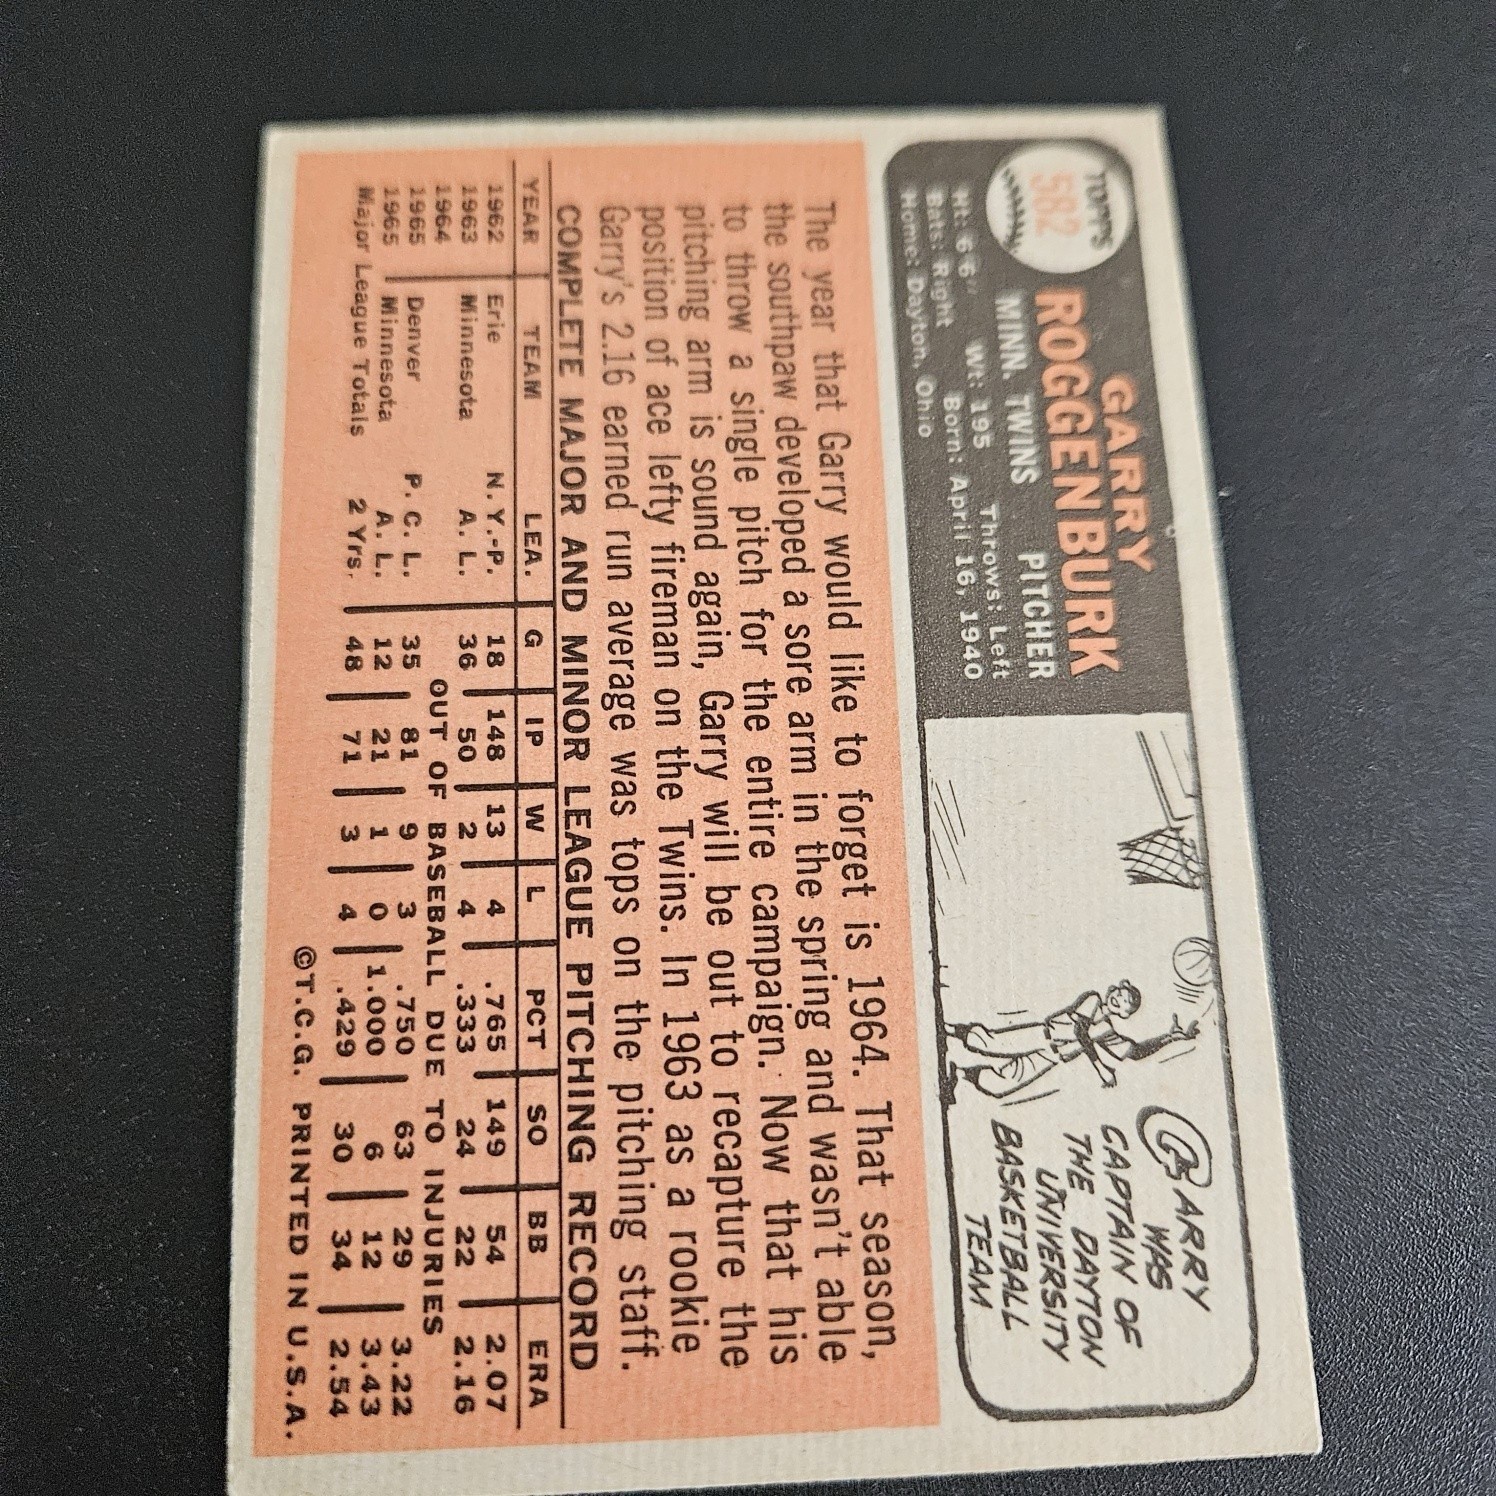 TOPPS
582
GARRY
ROGGENBURK
MINN. TWINS PITCHER
Ht: 6'6" Wt: 195 Throws: Left
Bats: Right Born: April 16, 1940
Home: Dayton, Ohio
GARRY
WAS
CAPTAIN OF
THE DAYTON
UNIVERSITY
BASKETBALL
TEAM
The year that Garry would like to forget is 1964. That season,
the southpaw developed a sore arm in the spring and wasn't able
to throw a single pitch for the entire campaign. Now that his
pitching arm is sound again, Garry will be out to recapture the
position of ace lefty fireman on the Twins. In 1963 as a rookie
Garry's 2.16 earned run average was tops on the pitching staff.
COMPLETE MAJOR AND MINOR LEAGUE PITCHING RECORD
YEAR TEAM LEA. G IP W L PCT SO BB ERA
1962 Erie N.Y.-P. 18 148 13 4 .765 149 54 2.07
1963 Minnesota A. L. 36 50 2 4 .333 24 22 2.16
1964 OUT OF BASEBALL DUE TO INJURIES
1965 Denver P. C. L. 35 81 9 3 .750 63 29 3.22
1965 Minnesota A. L. 12 21 1 0 1.000 6 12 3.43
Major League Totals 2 Yrs. 48 71 3 4 .429 30 34 2.54
©T.C.G. PRINTED IN U.S.A.